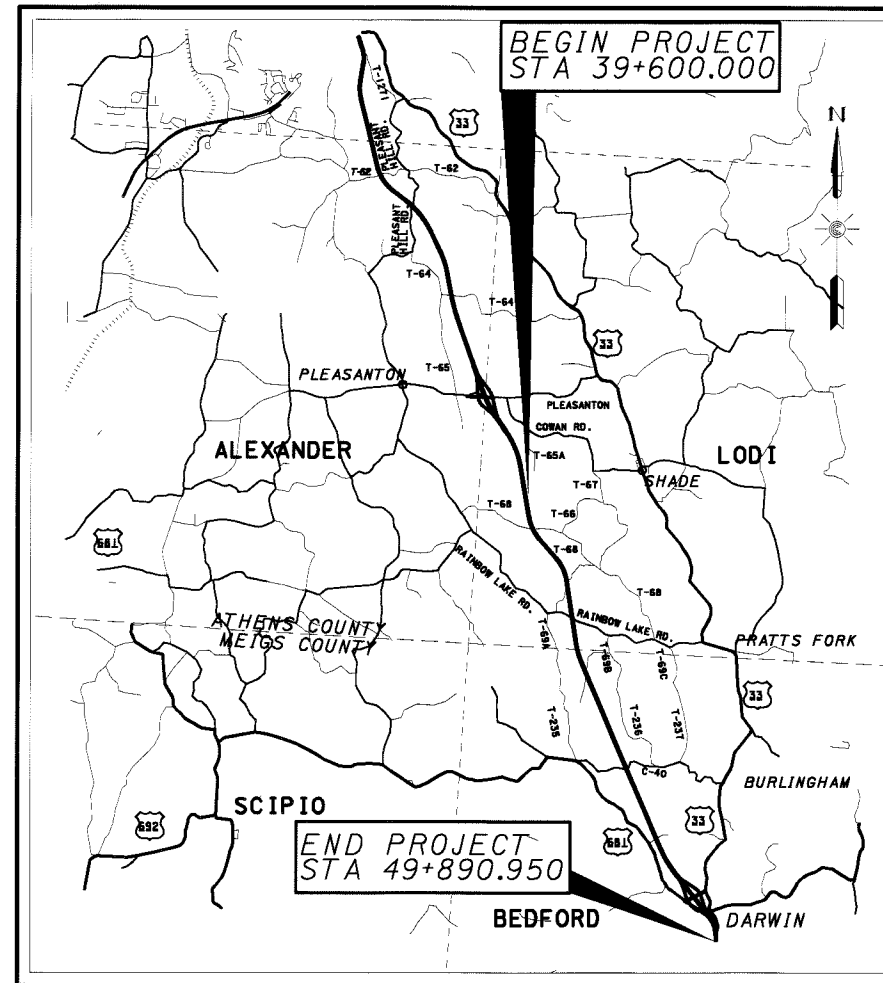 BEGIN PROJECT
STA 39+600.000
T-1271
33
N
PLEASANT
HILL RD.
T-62
T-62
PLEASANT
HILL RD.
T-64
T-64
33
T-65
PLEASANTON
PLEASANTON
COWAN RD.
ALEXANDER
T-65A
LODI
T-67
SHADE
T-68
T-66
681
T-68
RAINBOW LAKE RD.
T-68
RAINBOW LAKE RD.
ATHENS COUNTY
MEIGS COUNTY
T-69A
T-69B
T-69C
PRATTS FORK
33
T-235
T-236
T-237
C-40
BURLINGHAM
SCIPIO
692
33
681
END PROJECT
STA 49+890.950
BEDFORD
DARWIN